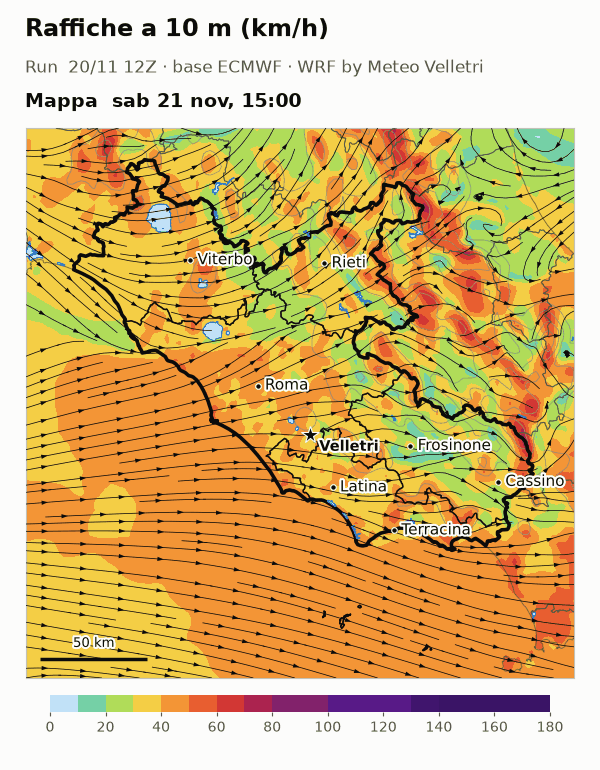 Raffiche a 10 m (km/h)
Run  20/11 12Z · base ECMWF · WRF by Meteo Velletri
Mappa  sab 21 nov, 15:00
Viterbo
Rieti
Roma
Velletri
Frosinone
Cassino
Latina
Terracina
50 km
0 20 40 60 80 100 120 140 160 180